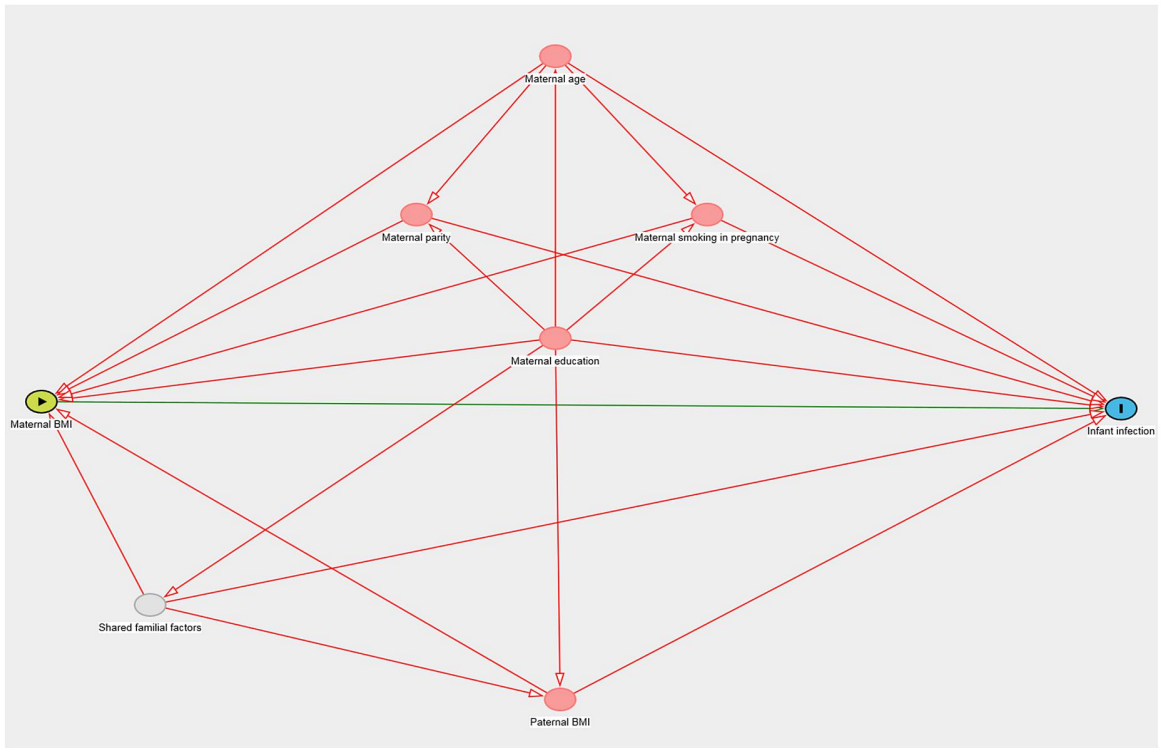 Maternal age
Maternal parity
Maternal smoking in pregnancy
Maternal education
Maternal BMI
Infant infection
Shared familial factors
Paternal BMI